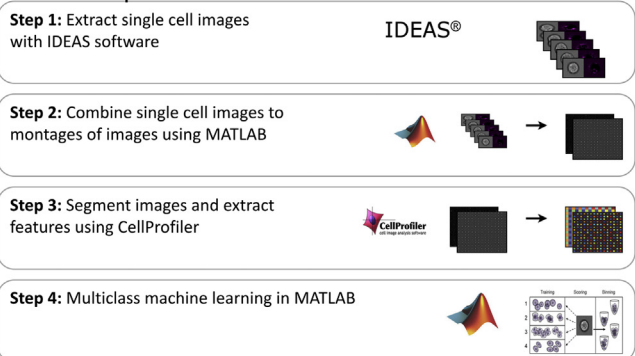 Step 1: Extract single cell images
with IDEAS software
IDEAS®
Step 2: Combine single cell images to
montages of images using MATLAB
Step 3: Segment images and extract
features using CellProfiler
CellProfiler
cell image analysis software
Step 4: Multiclass machine learning in MATLAB
Training Scoring Binning
1
2
3
4